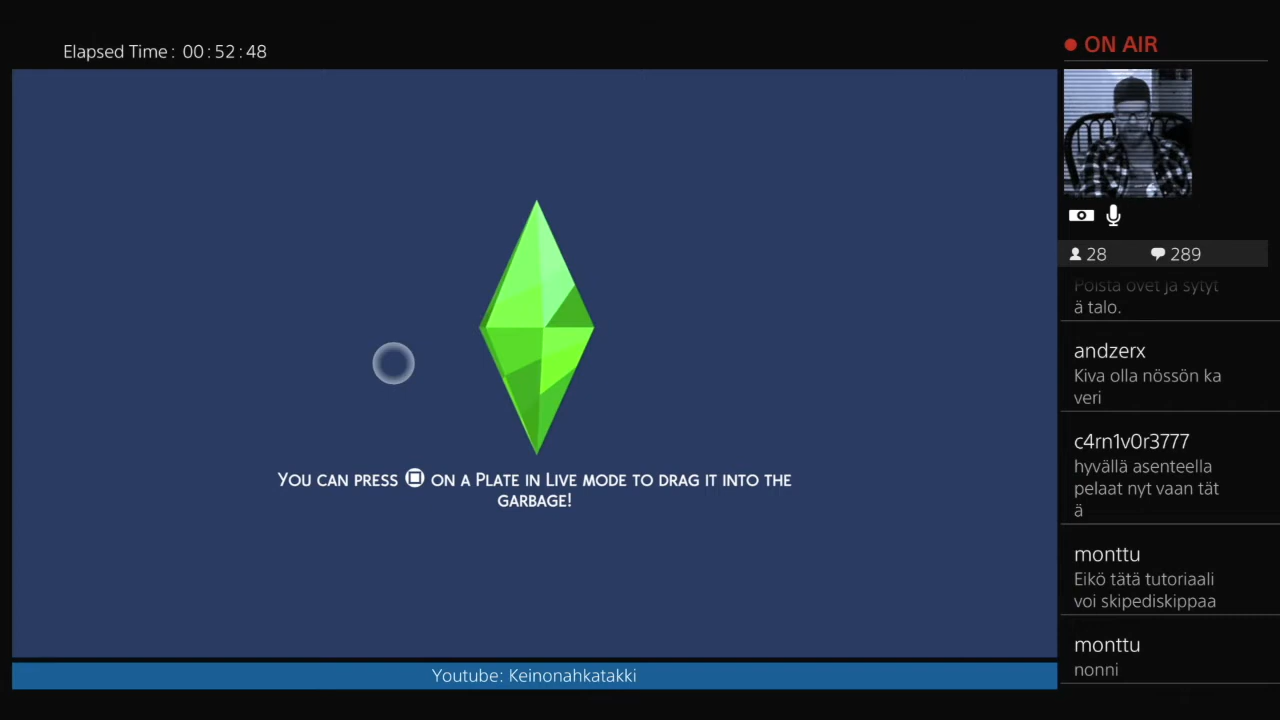 Elapsed Time : 00 : 52 : 48
ON AIR
28 289
YOU CAN PRESS ON A PLATE IN LIVE MODE TO DRAG IT INTO THE
GARBAGE!
Poista ovet ja sytyt
ä talo.
andzerx
Kiva olla nössön ka
veri
c4rn1v0r3777
hyvällä asenteella
pelaat nyt vaan tät
ä
monttu
Eikö tätä tutoriaali
voi skipediskippaa
monttu
nonni
Youtube: Keinonahkatakki